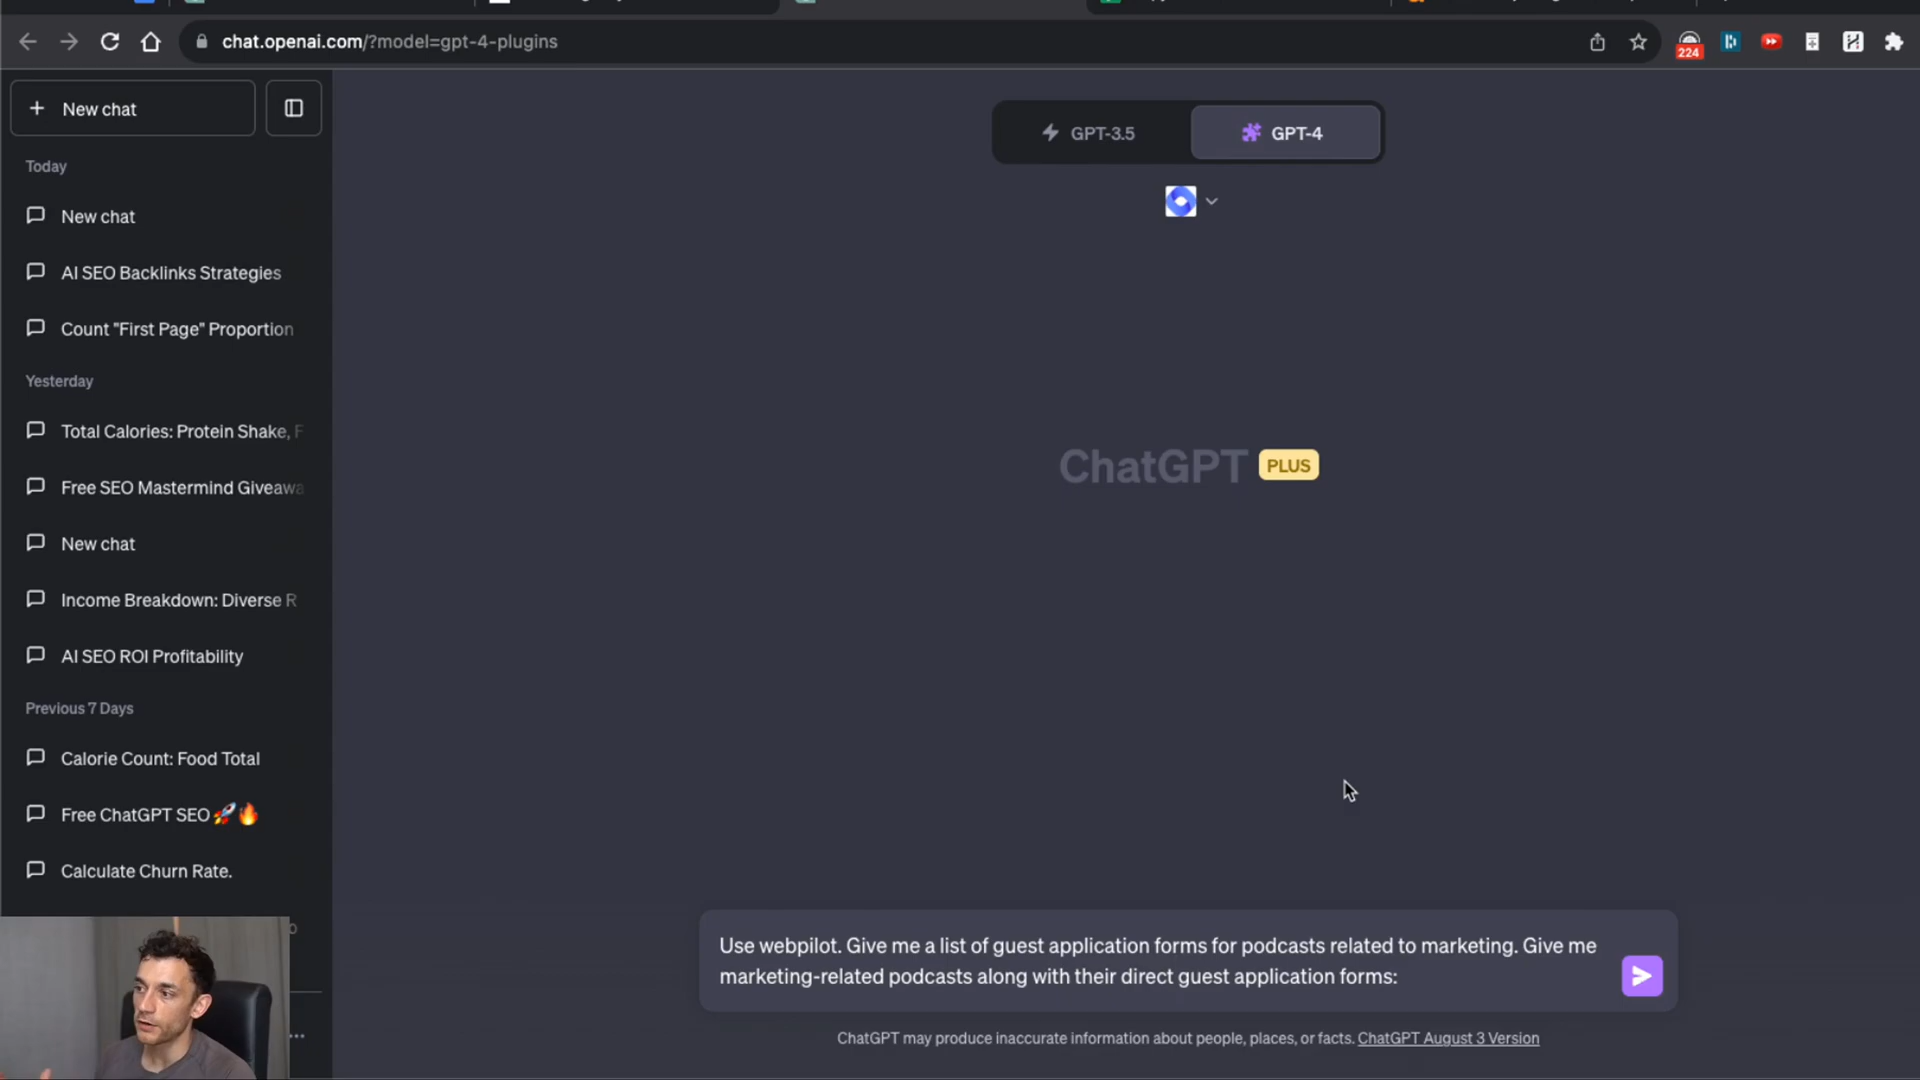 chat.openai.com/?model=gpt-4-plugins
224
New chat
Today
New chat
AI SEO Backlinks Strategies
Count "First Page" Proportion
Yesterday
Total Calories: Protein Shake, F
Free SEO Mastermind Giveawa
New chat
Income Breakdown: Diverse R
AI SEO ROI Profitability
Previous 7 Days
Calorie Count: Food Total
Free ChatGPT SEO 🚀🔥
Calculate Churn Rate.
GPT-3.5
GPT-4
ChatGPT PLUS
Use webpilot. Give me a list of guest application forms for podcasts related to marketing. Give me
marketing-related podcasts along with their direct guest application forms:
ChatGPT may produce inaccurate information about people, places, or facts. ChatGPT August 3 Version